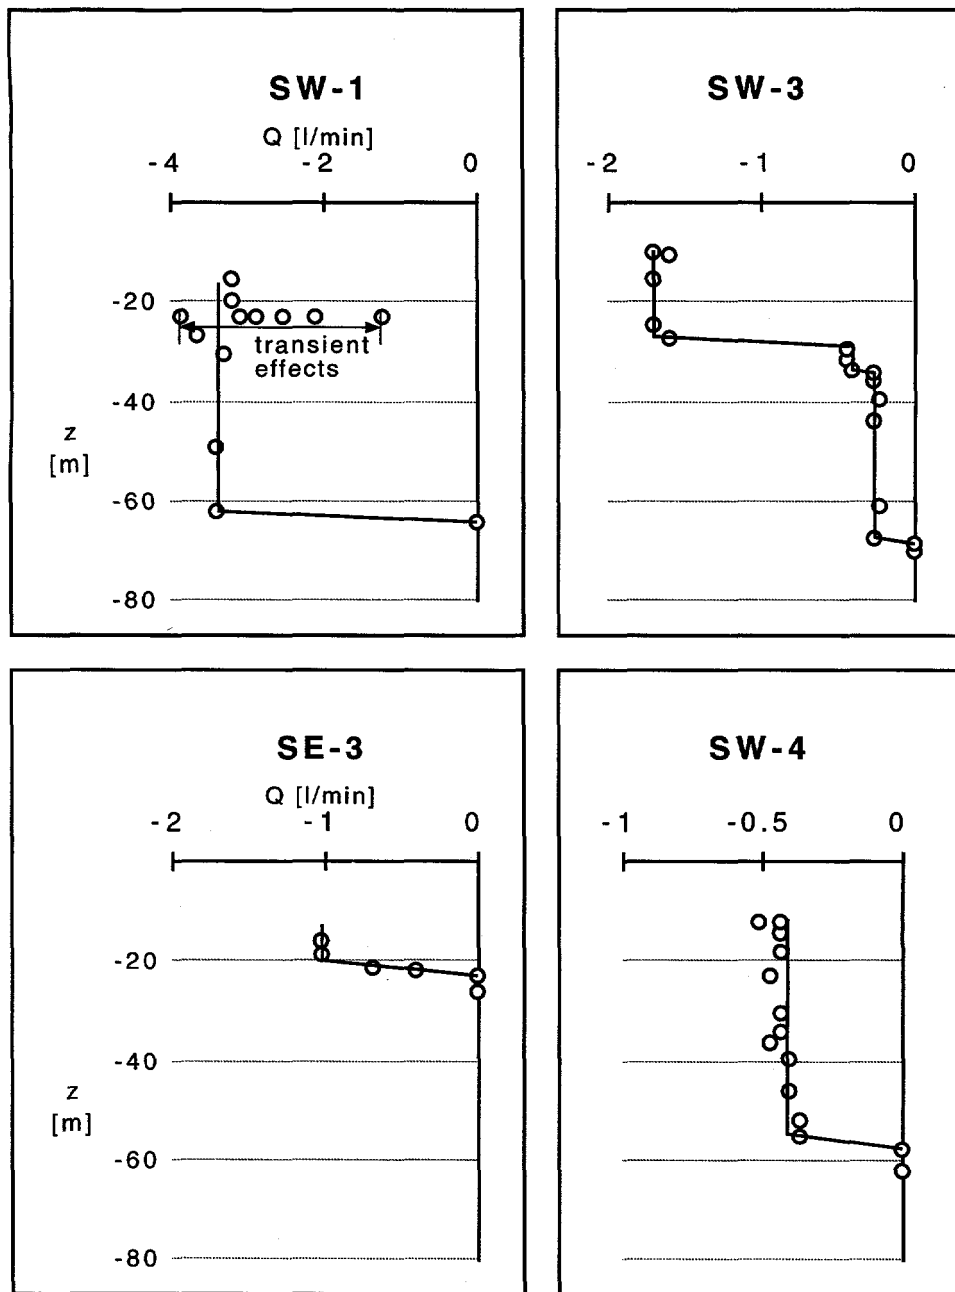 SW-1
Q [l/min]
-4 -2 0
-20
transient
effects
-40
z
[m]
-60
-80
SW-3
-2 -1 0
SE-3
Q [l/min]
-2 -1 0
-20
-40
z
[m]
-60
-80
SW-4
-1 -0.5 0